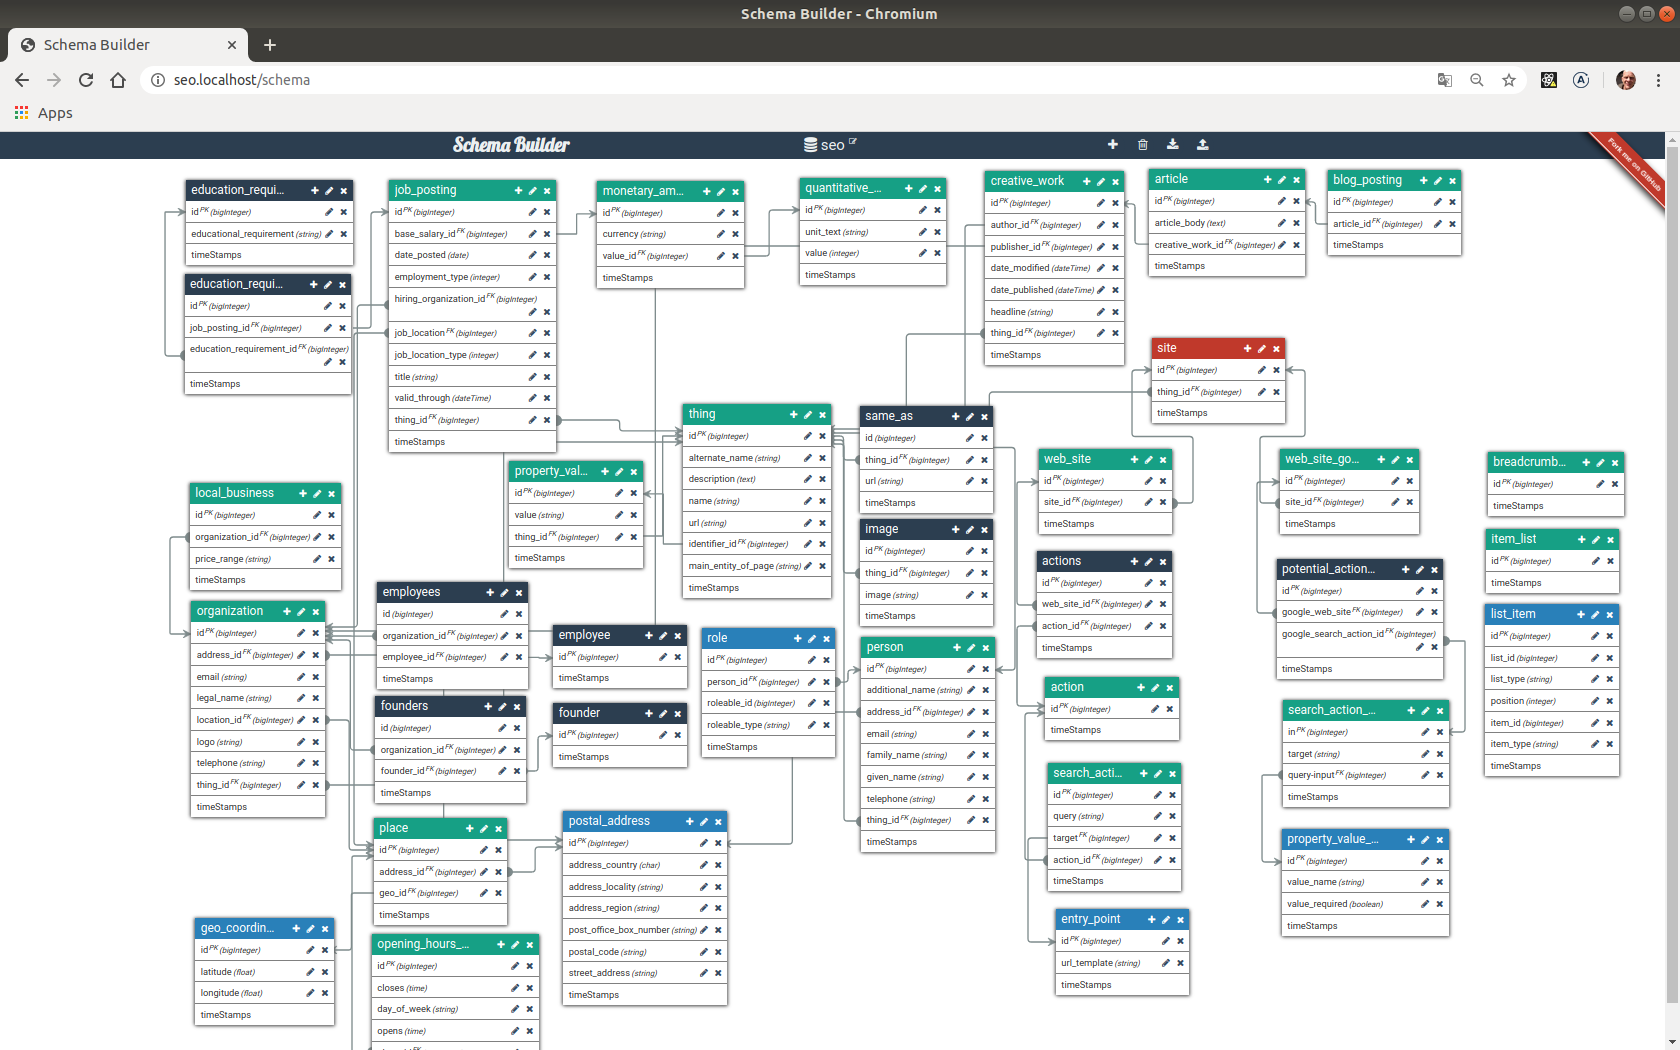 Schema Builder - Chromium
Schema Builder
seo.localhost/schema
Apps
Schema Builder
seo
Fork me on GitHub
education_requi...
id PK (bigInteger)
educational_requirement (string)
timeStamps
education_requi...
id PK (bigInteger)
job_posting_id FK (bigInteger)
education_requirement_id FK (bigInteger)
timeStamps
job_posting
id PK (bigInteger)
base_salary_id FK (bigInteger)
date_posted (date)
employment_type (integer)
hiring_organization_id FK (bigInteger)
job_location FK (bigInteger)
job_location_type (integer)
title (string)
valid_through (dateTime)
thing_id FK (bigInteger)
timeStamps
monetary_am...
id PK (bigInteger)
currency (string)
value_id FK (bigInteger)
timeStamps
quantitative_...
id PK (bigInteger)
unit_text (string)
value (integer)
timeStamps
creative_work
id PK (bigInteger)
author_id FK (bigInteger)
publisher_id FK (bigInteger)
date_modified (dateTime)
date_published (dateTime)
headline (string)
thing_id FK (bigInteger)
timeStamps
article
id PK (bigInteger)
article_body (text)
creative_work_id FK (bigInteger)
timeStamps
blog_posting
id PK (bigInteger)
article_id FK (bigInteger)
timeStamps
site
id PK (bigInteger)
thing_id FK (bigInteger)
timeStamps
thing
id PK (bigInteger)
alternate_name (string)
description (text)
name (string)
url (string)
identifier_id FK (bigInteger)
main_entity_of_page (string)
timeStamps
same_as
id (bigInteger)
thing_id FK (bigInteger)
url (string)
timeStamps
image
id PK (bigInteger)
thing_id FK (bigInteger)
image (string)
timeStamps
property_val...
id PK (bigInteger)
value (string)
thing_id FK (bigInteger)
timeStamps
web_site
id PK (bigInteger)
site_id FK (bigInteger)
timeStamps
web_site_go...
id PK (bigInteger)
site_id FK (bigInteger)
timeStamps
breadcrumb...
id PK (bigInteger)
timeStamps
item_list
id PK (bigInteger)
timeStamps
list_item
id PK (bigInteger)
list_id (bigInteger)
list_type (string)
position (integer)
item_id (bigInteger)
item_type (string)
timeStamps
local_business
id PK (bigInteger)
organization_id FK (bigInteger)
price_range (string)
timeStamps
organization
id PK (bigInteger)
address_id FK (bigInteger)
email (string)
legal_name (string)
location_id FK (bigInteger)
logo (string)
telephone (string)
thing_id FK (bigInteger)
timeStamps
employees
id (bigInteger)
organization_id FK (bigInteger)
employee_id FK (bigInteger)
timeStamps
employee
id PK (bigInteger)
timeStamps
founders
id (bigInteger)
organization_id FK (bigInteger)
founder_id FK (bigInteger)
timeStamps
founder
id PK (bigInteger)
timeStamps
role
id PK (bigInteger)
person_id FK (bigInteger)
roleable_id (bigInteger)
roleable_type (string)
timeStamps
person
id PK (bigInteger)
additional_name (string)
address_id FK (bigInteger)
email (string)
family_name (string)
given_name (string)
telephone (string)
thing_id FK (bigInteger)
timeStamps
actions
id PK (bigInteger)
web_site_id FK (bigInteger)
action_id FK (bigInteger)
timeStamps
action
id PK (bigInteger)
timeStamps
potential_action...
id PK (bigInteger)
google_web_site FK (bigInteger)
google_search_action_id FK (bigInteger)
timeStamps
search_action_...
in PK (bigInteger)
target (string)
query-input FK (bigInteger)
timeStamps
search_acti...
id PK (bigInteger)
query (string)
target FK (bigInteger)
action_id FK (bigInteger)
timeStamps
property_value_...
id PK (bigInteger)
value_name (string)
value_required (boolean)
timeStamps
entry_point
id PK (bigInteger)
url_template (string)
timeStamps
place
id PK (bigInteger)
address_id FK (bigInteger)
geo_id FK (bigInteger)
timeStamps
postal_address
id PK (bigInteger)
address_country (char)
address_locality (string)
address_region (string)
post_office_box_number (string)
postal_code (string)
street_address (string)
timeStamps
geo_coordin...
id PK (bigInteger)
latitude (float)
longitude (float)
timeStamps
opening_hours_...
id PK (bigInteger)
closes (time)
day_of_week (string)
opens (time)